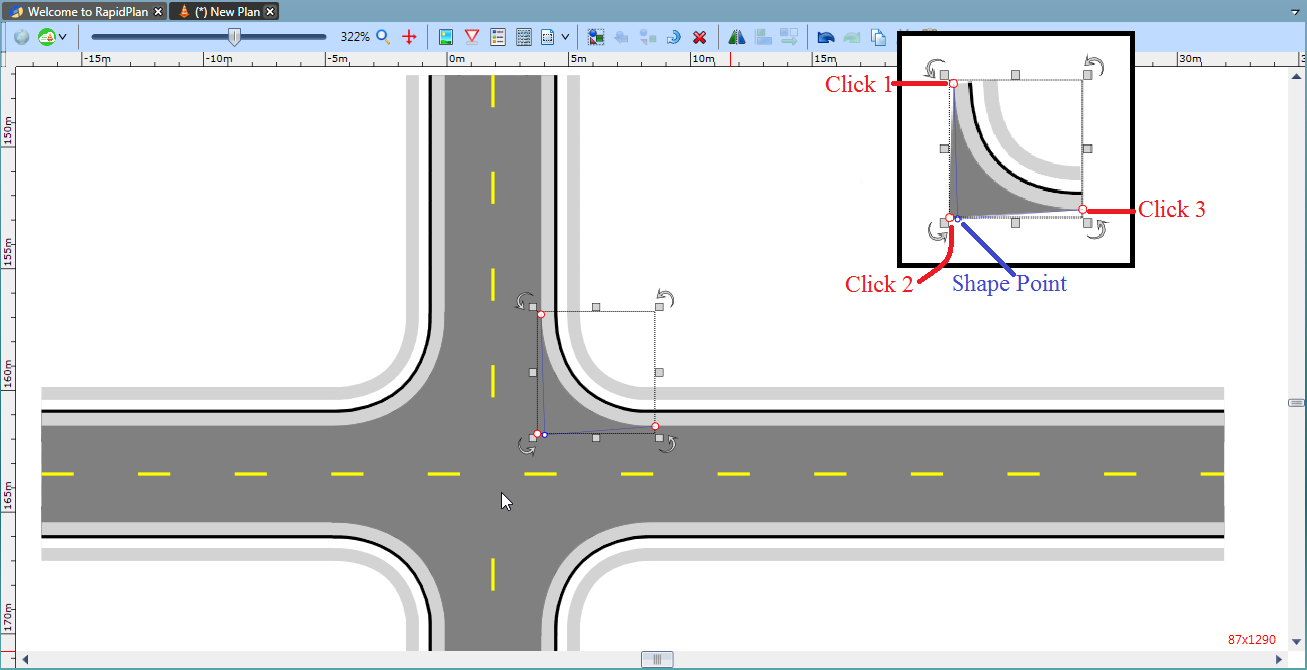 Welcome to RapidPlan
(*) New Plan
322%
-15m
-10m
-5m
0m
5m
10m
15m
30m
150m
155m
160m
165m
170m
Click 1
Click 3
Click 2
Shape Point
87x1290